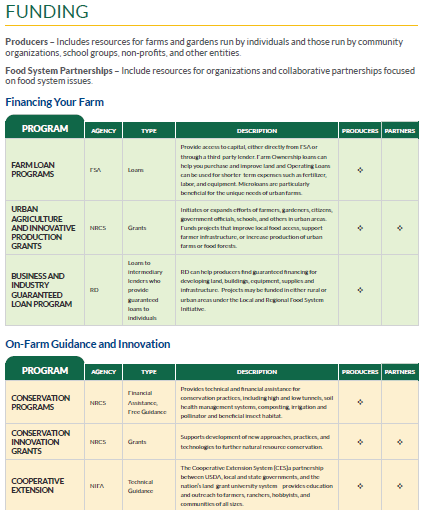 FUNDING
Producers – Includes resources for farms and gardens run by individuals and those run by community
organizations, school groups, non-profits, and other entities.
Food System Partnerships – Include resources for organizations and collaborative partnerships focused
on food system issues.
Financing Your Farm
PROGRAM AGENCY TYPE DESCRIPTION PRODUCERS PARTNERS
FARM LOAN
PROGRAMS
FSA
Loans
Provide access to capital, either directly from FSA or
through a third party lender. Farm Ownership loans can
help you purchase and improve land and Operating Loans
can be used for shorter term expenses such as fertilizer,
labor, and equipment. Microloans are particularly
beneficial for the unique needs of urban farms.
URBAN
AGRICULTURE
AND INNOVATIVE
PRODUCTION
GRANTS
NRCS
Grants
Initiates or expands efforts of farmers, gardeners, citizens,
government officials, schools, and others in urban areas.
Funds projects that improve local food access, support
farmer infrastructure, or increase production of urban
farms or food forests.
BUSINESS AND
INDUSTRY
GUARANTEED
LOAN PROGRAM
RD
Loans to
intermediary
lenders who
provide
guaranteed
loans to
individuals
RD can help producers find guaranteed financing for
developing land, buildings, equipment, supplies and
infrastructure. Projects may be funded in either rural or
urban areas under the Local and Regional Food System
Initiative.
On-Farm Guidance and Innovation
PROGRAM AGENCY TYPE DESCRIPTION PRODUCERS PARTNERS
CONSERVATION
PROGRAMS
NRCS
Financial
Assistance,
Free Guidance
Provides technical and financial assistance for
conservation practices, including high and low tunnels, soil
health management systems, composting, irrigation and
pollinator and beneficial insect habitat.
CONSERVATION
INNOVATION
GRANTS
NRCS
Grants
Supports development of new approaches, practices, and
technologies to further natural resource conservation.
COOPERATIVE
EXTENSION
NIFA
Technical
Guidance
The Cooperative Extension System (CES)a partnership
between USDA, local and state governments, and the
nation's land grant university system provides education
and outreach to farmers, ranchers, hobbyists, and
communities of all sizes.